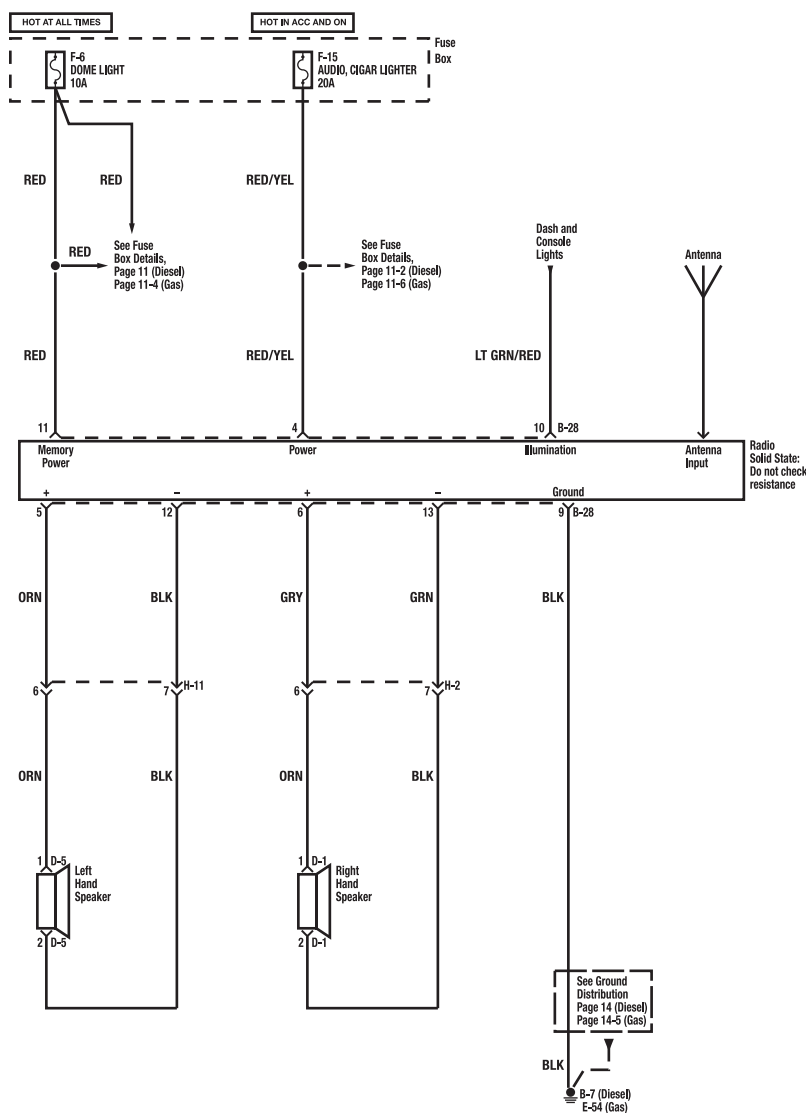 HOT AT ALL TIMES
HOT IN ACC AND ON
Fuse
Box
F-6
DOME LIGHT
10A
F-15
AUDIO, CIGAR LIGHTER
20A
RED
RED
RED/YEL
RED
See Fuse
Box Details,
Page 11 (Diesel)
Page 11-4 (Gas)
See Fuse
Box Details,
Page 11-2 (Diesel)
Page 11-6 (Gas)
Dash and
Console
Lights
Antenna
RED
RED/YEL
LT GRN/RED
11
4
10
B-28
Memory
Power
Power
Illumination
Antenna
Input
Radio
Solid State:
Do not check
resistance
+
–
+
–
Ground
5
12
6
13
9
B-28
ORN
BLK
GRY
GRN
BLK
6
7
H-11
6
7
H-2
ORN
BLK
ORN
BLK
1 D-5
Left
Hand
Speaker
2 D-5
1 D-1
Right
Hand
Speaker
2 D-1
See Ground
Distribution
Page 14 (Diesel)
Page 14-5 (Gas)
BLK
B-7 (Diesel)
E-54 (Gas)